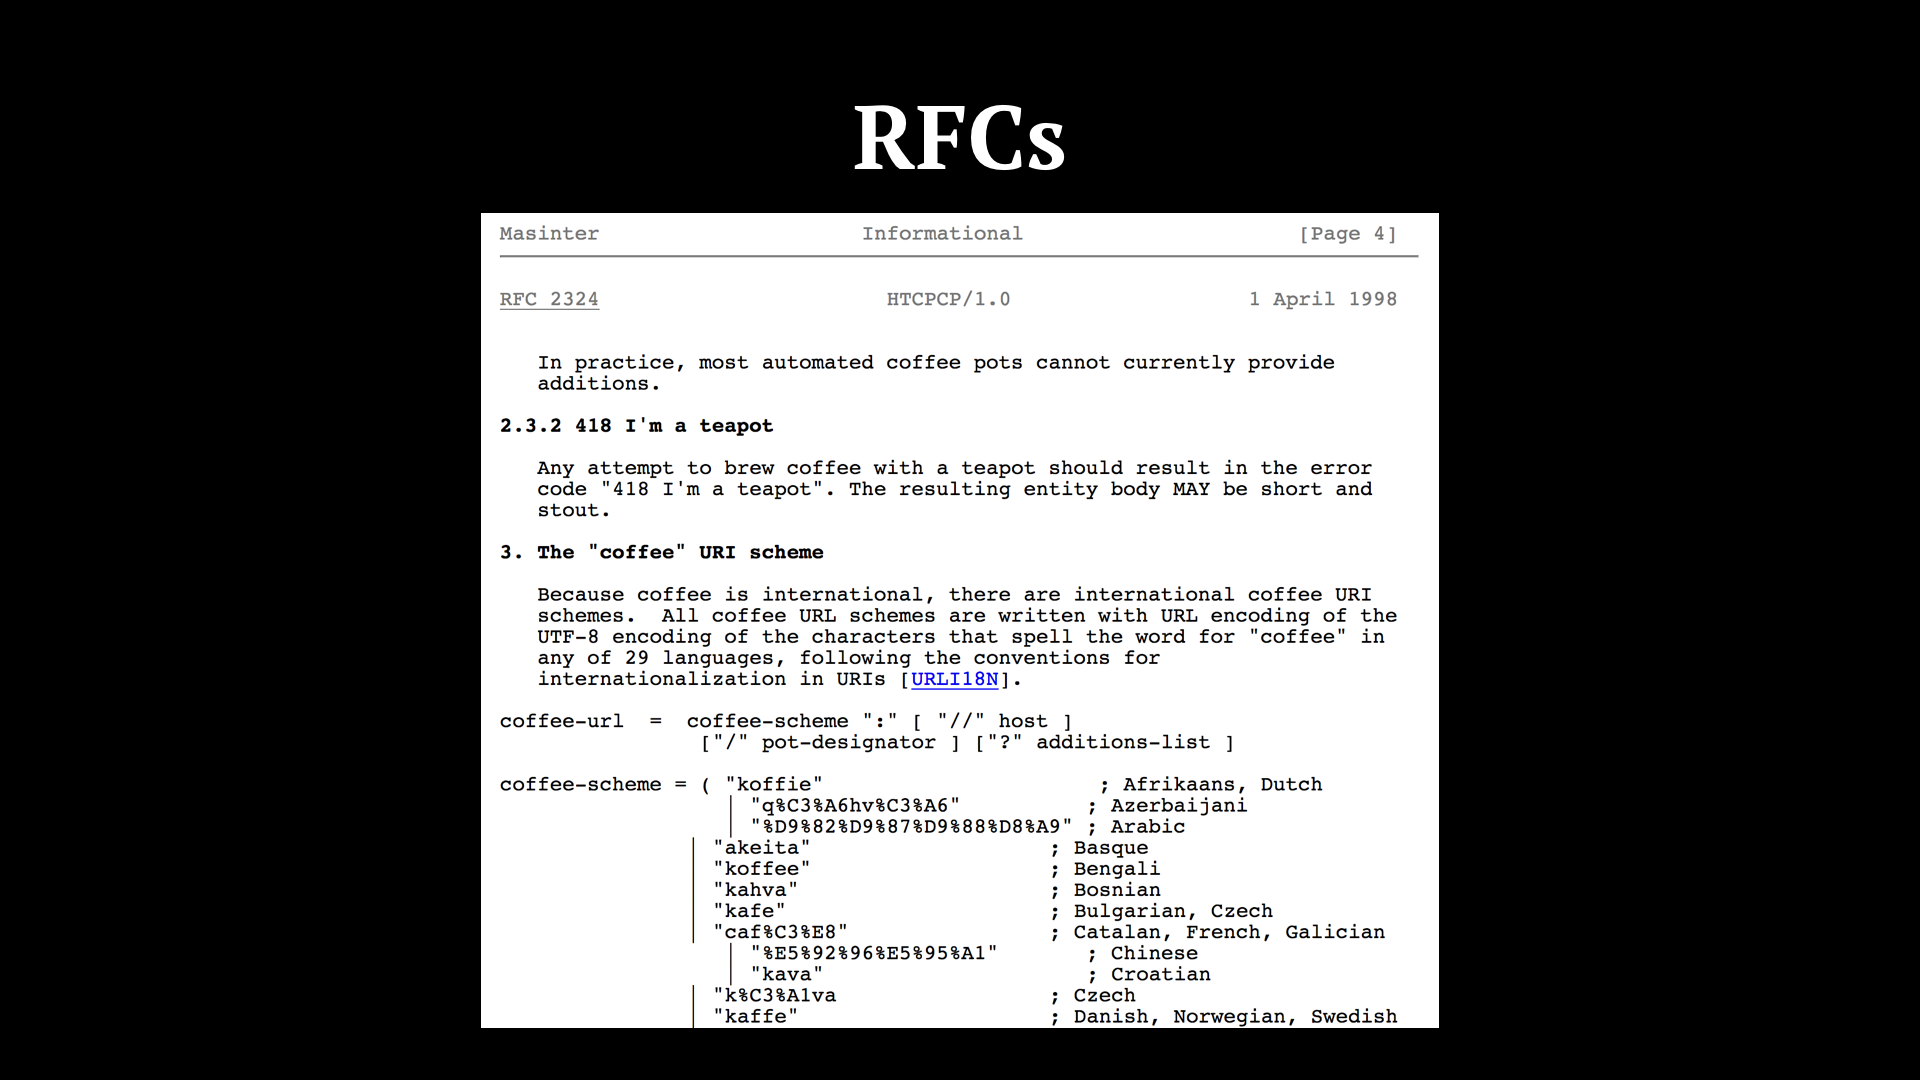 RFCs
Masinter Informational [Page 4]
RFC 2324 HTCPCP/1.0 1 April 1998
In practice, most automated coffee pots cannot currently provide
additions.
2.3.2 418 I'm a teapot
Any attempt to brew coffee with a teapot should result in the error
code "418 I'm a teapot". The resulting entity body MAY be short and
stout.
3. The "coffee" URI scheme
Because coffee is international, there are international coffee URI
schemes.  All coffee URL schemes are written with URL encoding of the
UTF-8 encoding of the characters that spell the word for "coffee" in
any of 29 languages, following the conventions for
internationalization in URIs [URLI18N].
coffee-url  =  coffee-scheme ":" [ "//" host ]
["/" pot-designator ] ["?" additions-list ]
coffee-scheme = ( "koffie" ; Afrikaans, Dutch
| "q%C3%A6hv%C3%A6" ; Azerbaijani
| "%D9%82%D9%87%D9%88%D8%A9" ; Arabic
| "akeita" ; Basque
| "koffee" ; Bengali
| "kahva" ; Bosnian
| "kafe" ; Bulgarian, Czech
| "caf%C3%E8" ; Catalan, French, Galician
| "%E5%92%96%E5%95%A1" ; Chinese
| "kava" ; Croatian
| "k%C3%A1va ; Czech
| "kaffe" ; Danish, Norwegian, Swedish